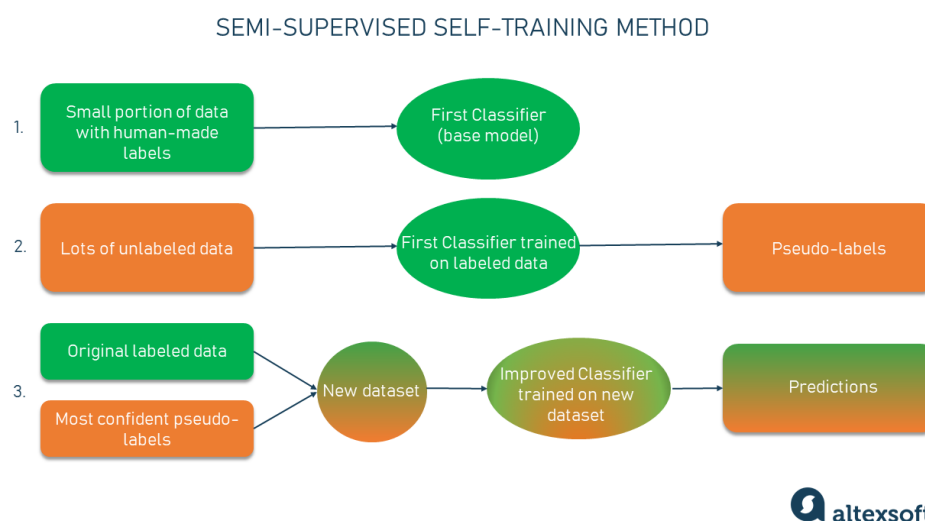 SEMI-SUPERVISED SELF-TRAINING METHOD
1.
Small portion of data
with human-made
labels
First Classifier
(base model)
2.
Lots of unlabeled data
First Classifier trained
on labeled data
Pseudo-labels
3.
Original labeled data
Most confident pseudo-
labels
New dataset
Improved Classifier
trained on new
dataset
Predictions
altexsoft